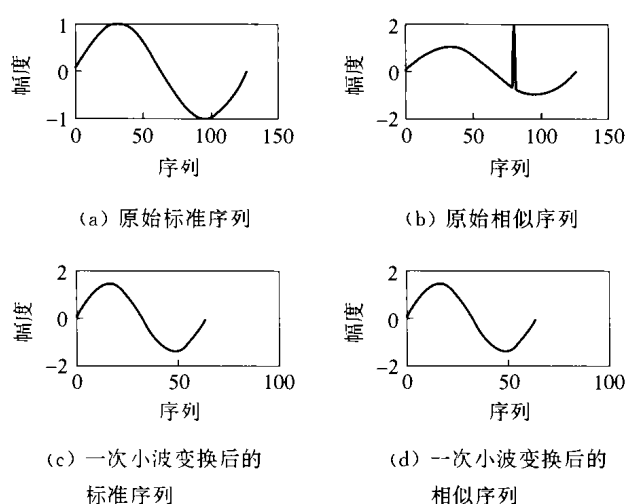 1
0
−1
幅度
0
50
100
150
序列
(a) 原始标准序列
2
0
−2
幅度
0
50
100
150
序列
(b) 原始相似序列
2
0
−2
幅度
0
50
100
序列
(c) 一次小波变换后的
标准序列
2
0
−2
幅度
0
50
100
序列
(d) 一次小波变换后的
相似序列